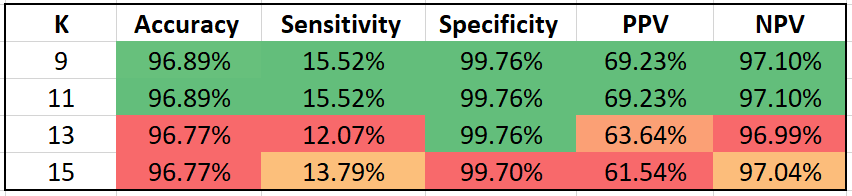 K Accuracy Sensitivity Specificity PPV NPV
9 96.89% 15.52% 99.76% 69.23% 97.10%
11 96.89% 15.52% 99.76% 69.23% 97.10%
13 96.77% 12.07% 99.76% 63.64% 96.99%
15 96.77% 13.79% 99.70% 61.54% 97.04%